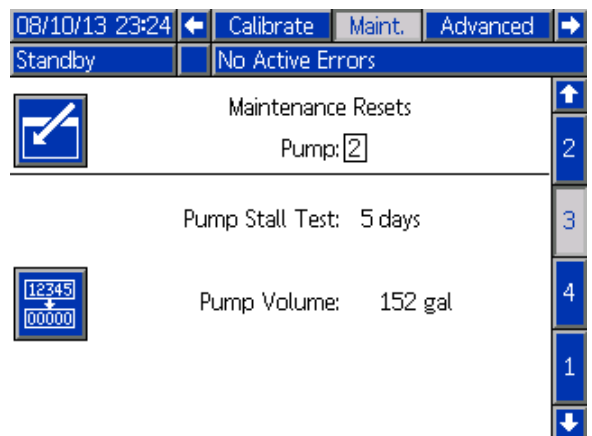 08/10/13 23:24 Calibrate Maint. Advanced
Standby No Active Errors
Maintenance Resets
Pump: 2
2
Pump Stall Test: 5 days
3
12345
00000
Pump Volume: 152 gal
4
1